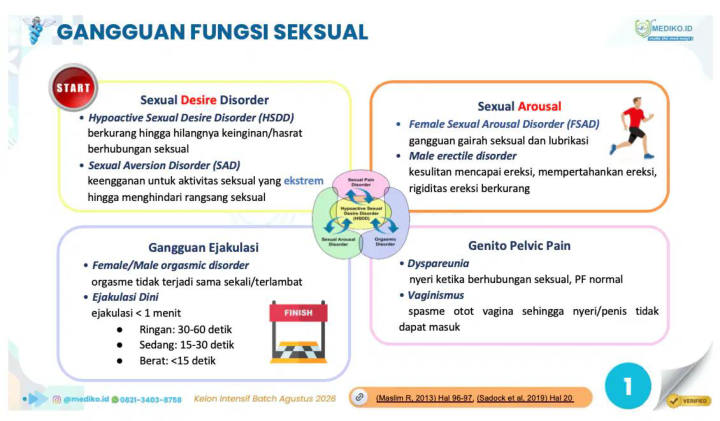 GANGGUAN FUNGSI SEKSUAL
MEDIKO.ID
START
Sexual Desire Disorder
• Hypoactive Sexual Desire Disorder (HSDD)
berkurang hingga hilangnya keinginan/hasrat
berhubungan seksual
• Sexual Aversion Disorder (SAD)
keengganan untuk aktivitas seksual yang ekstrem
hingga menghindari rangsang seksual
Sexual Arousal
• Female Sexual Arousal Disorder (FSAD)
gangguan gairah seksual dan lubrikasi
• Male erectile disorder
kesulitan mencapai ereksi, mempertahankan ereksi,
rigiditas ereksi berkurang
Sexual Pain
Disorder
Hypoactive Sexual
Desire Disorder
(HSDD)
Sexual Arousal
Disorder
Orgasmic
Disorder
Gangguan Ejakulasi
• Female/Male orgasmic disorder
orgasme tidak terjadi sama sekali/terlambat
• Ejakulasi Dini
ejakulasi < 1 menit
• Ringan: 30-60 detik
• Sedang: 15-30 detik
• Berat: <15 detik
FINISH
Genito Pelvic Pain
• Dyspareunia
nyeri ketika berhubungan seksual, PF normal
• Vaginismus
spasme otot vagina sehingga nyeri/penis tidak
dapat masuk
@mediko.id 0821-3403-8758
Kelon Intensif Batch Agustus 2026
(Maslim R, 2013) Hal 96-97, (Sadock et al, 2019) Hal 20
1
VERIFIED